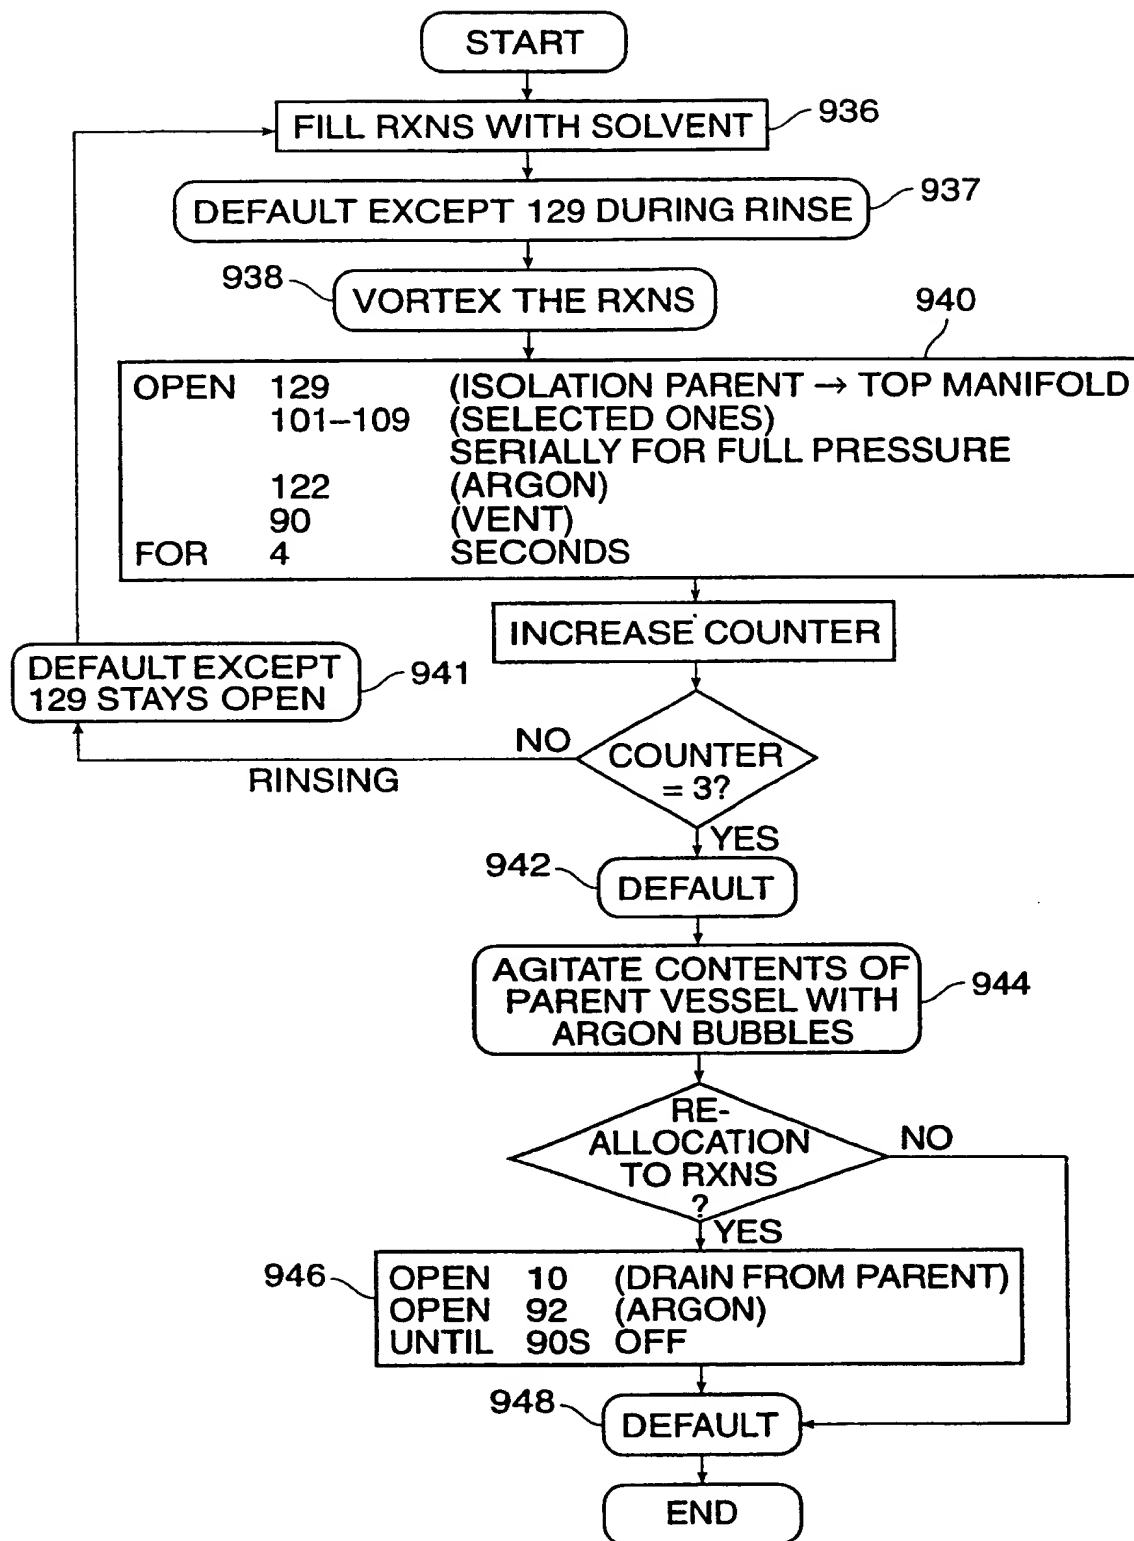 START
FILL RXNS WITH SOLVENT
936
DEFAULT EXCEPT 129 DURING RINSE
937
938
VORTEX THE RXNS
940
OPEN 129 (ISOLATION PARENT → TOP MANIFOLD
101–109 (SELECTED ONES)
SERIALLY FOR FULL PRESSURE
122 (ARGON)
90 (VENT)
FOR 4 SECONDS
INCREASE COUNTER
DEFAULT EXCEPT
129 STAYS OPEN
941
NO
RINSING
COUNTER
= 3?
YES
942
DEFAULT
AGITATE CONTENTS OF
PARENT VESSEL WITH
ARGON BUBBLES
944
RE-
ALLOCATION
TO RXNS
?
NO
YES
946
OPEN 10 (DRAIN FROM PARENT)
OPEN 92 (ARGON)
UNTIL 90S OFF
948
DEFAULT
END